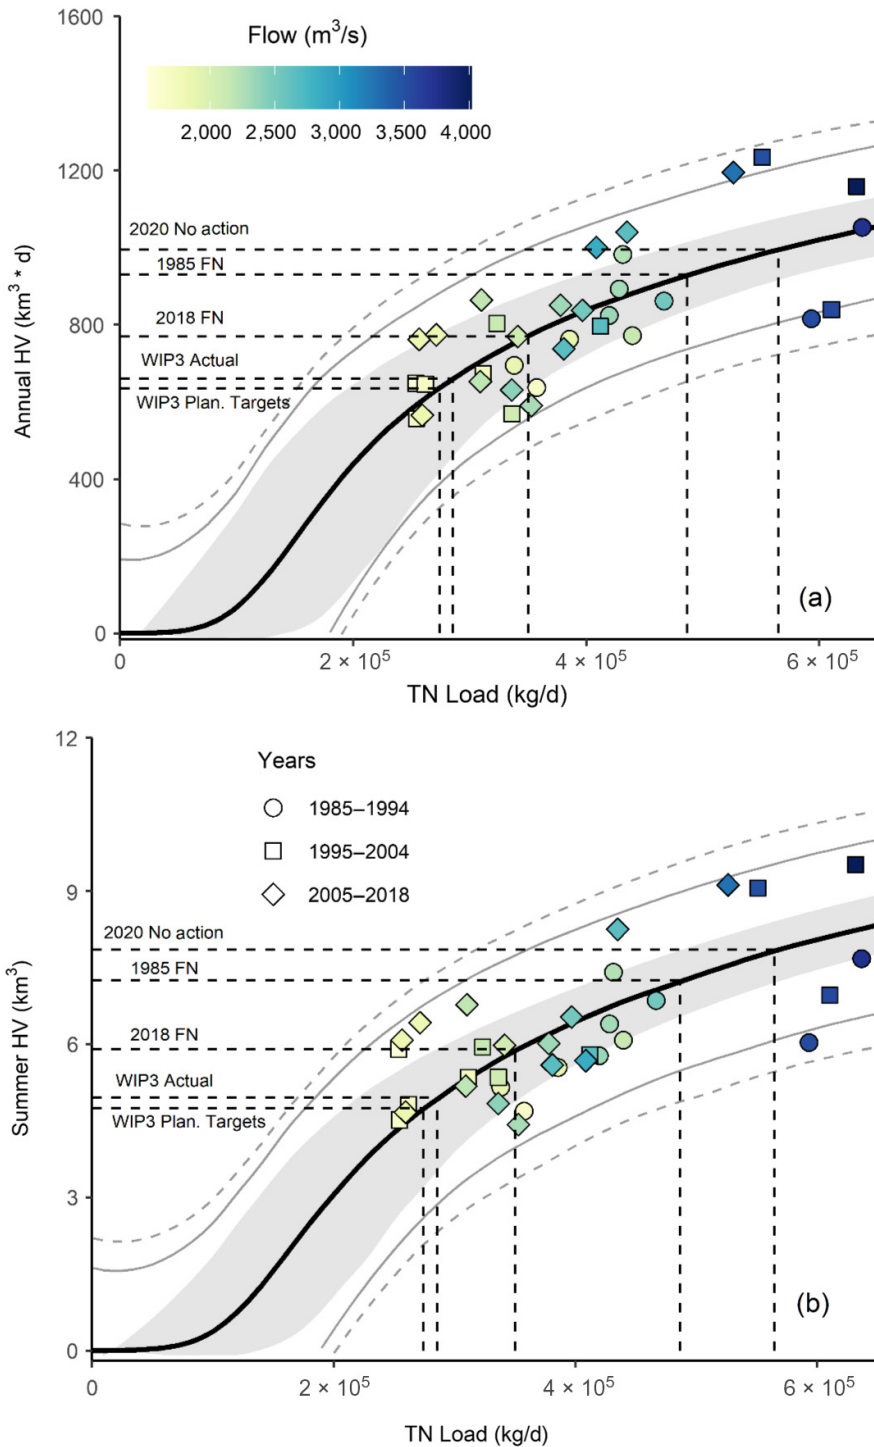 1600
Flow (m³/s)
2,000 2,500 3,000 3,500 4,000
1200
2020 No action
1985 FN
800
2018 FN
WIP3 Actual
WIP3 Plan. Targets
400
0
Annual HV (km³ * d)
(a)
0 2 × 10⁵ 4 × 10⁵ 6 × 10⁵
TN Load (kg/d)
12
Years
1985–1994
1995–2004
2005–2018
9
2020 No action
1985 FN
6
2018 FN
WIP3 Actual
WIP3 Plan. Targets
3
0
Summer HV (km³)
(b)
0 2 × 10⁵ 4 × 10⁵ 6 × 10⁵
TN Load (kg/d)